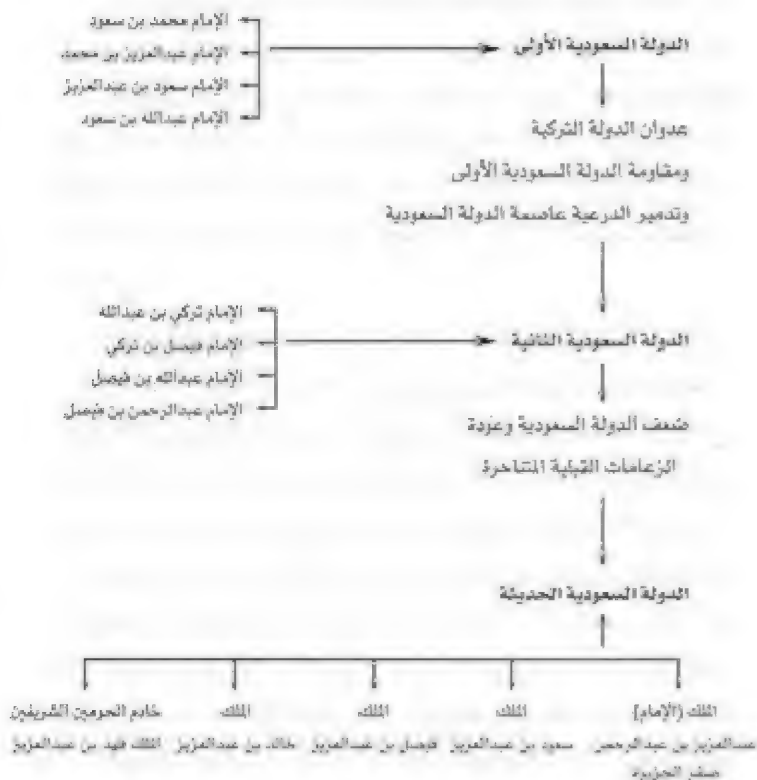 الدولة السعودية الأولى
الإمام محمد بن سعود
الإمام عبدالعزيز بن محمد
الإمام سعود بن عبدالعزيز
الإمام عبدالله بن سعود
عدوان الدولة التركية
ومقاومة الدولة السعودية الأولى
وتدمير الدرعية عاصمة الدولة السعودية
الدولة السعودية الثانية
الإمام تركي بن عبدالله
الإمام فيصل بن تركي
الإمام عبدالله بن فيصل
الإمام عبدالرحمن بن فيصل
ضعف الدولة السعودية وعودة
الزعامات القبلية المتناحرة
الدولة السعودية الحديثة
الملك (الإمام) الملك الملك الملك خادم الحرمين الشريفين
عبدالعزيز بن عبدالرحمن سعود بن عبدالعزيز فيصل بن عبدالعزيز خالد بن عبدالعزيز الملك فهد بن عبدالعزيز
صقر الجزيرة